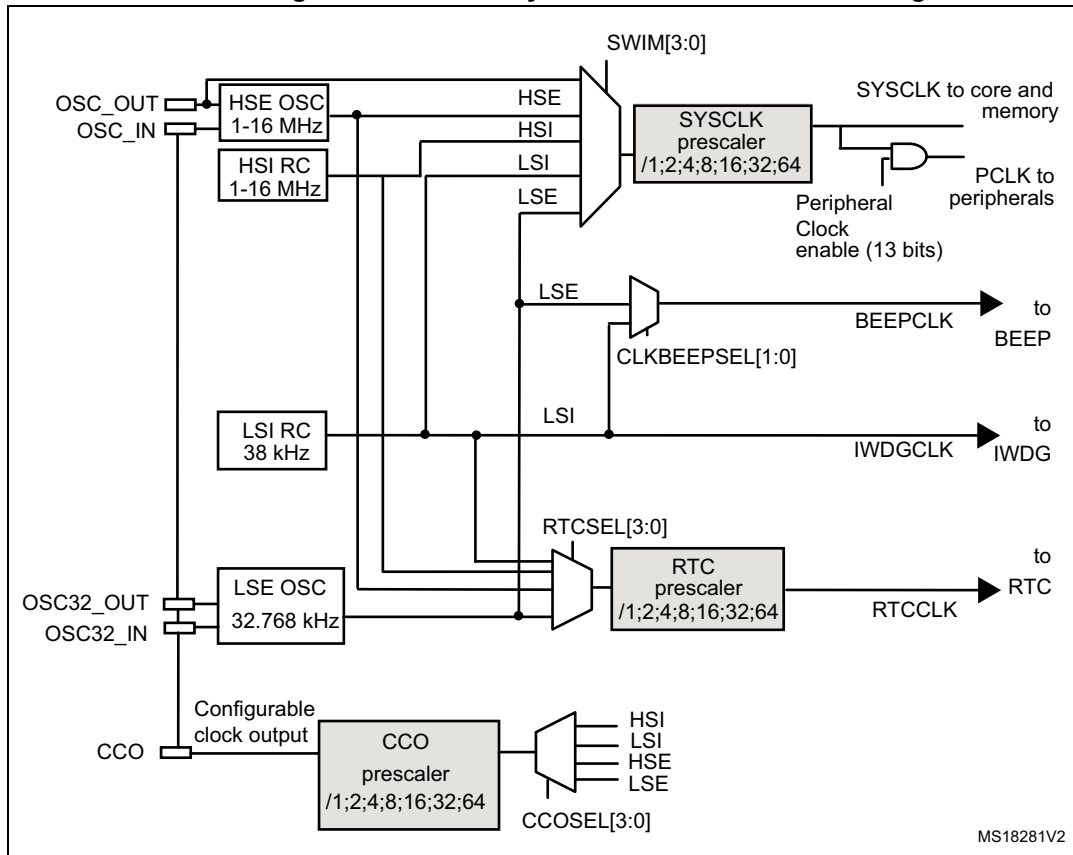 SWIM[3:0]
OSC_OUT
OSC_IN
HSE OSC
1-16 MHz
HSI RC
1-16 MHz
HSE
HSI
LSI
LSE
SYSCLK
prescaler
/1;2;4;8;16;32;64
SYSCLK to core and
memory
PCLK to
peripherals
Peripheral
Clock
enable (13 bits)
LSE
BEEPCLK
to
BEEP
CLKBEEPSEL[1:0]
LSI RC
38 kHz
LSI
IWDGCLK
to
IWDG
RTCSEL[3:0]
OSC32_OUT
OSC32_IN
LSE OSC
32.768 kHz
RTC
prescaler
/1;2;4;8;16;32;64
RTCCLK
to
RTC
Configurable
clock output
CCO
CCO
prescaler
/1;2;4;8;16;32;64
HSI
LSI
HSE
LSE
CCOSEL[3:0]
MS18281V2